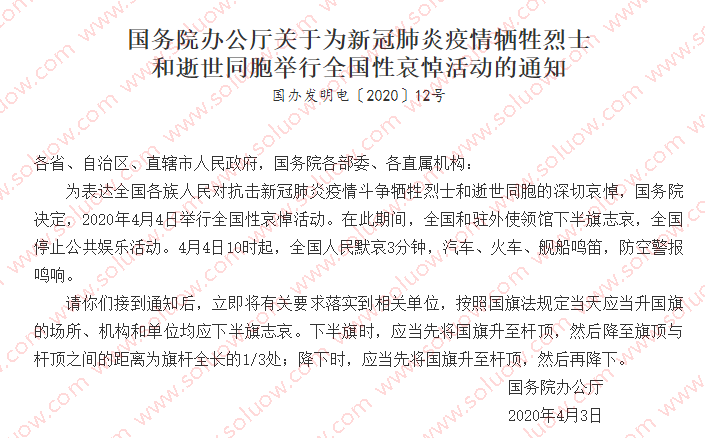 国务院办公厅关于为新冠肺炎疫情牺牲烈士
和逝世同胞举行全国性哀悼活动的通知
国办发明电〔2020〕12号
各省、自治区、直辖市人民政府，国务院各部委、各直属机构：
为表达全国各族人民对抗击新冠肺炎疫情斗争牺牲烈士和逝世同胞的深切哀悼，国务院
决定，2020年4月4日举行全国性哀悼活动。在此期间，全国和驻外使领馆下半旗志哀，全国
停止公共娱乐活动。4月4日10时起，全国人民默哀3分钟，汽车、火车、舰船鸣笛，防空警报
鸣响。
请你们接到通知后，立即将有关要求落实到相关单位，按照国旗法规定当天应当升国旗
的场所、机构和单位均应下半旗志哀。下半旗时，应当先将国旗升至杆顶，然后降至旗顶与
杆顶之间的距离为旗杆全长的1/3处；降下时，应当先将国旗升至杆顶，然后再降下。
国务院办公厅
2020年4月3日
www.soluow.com